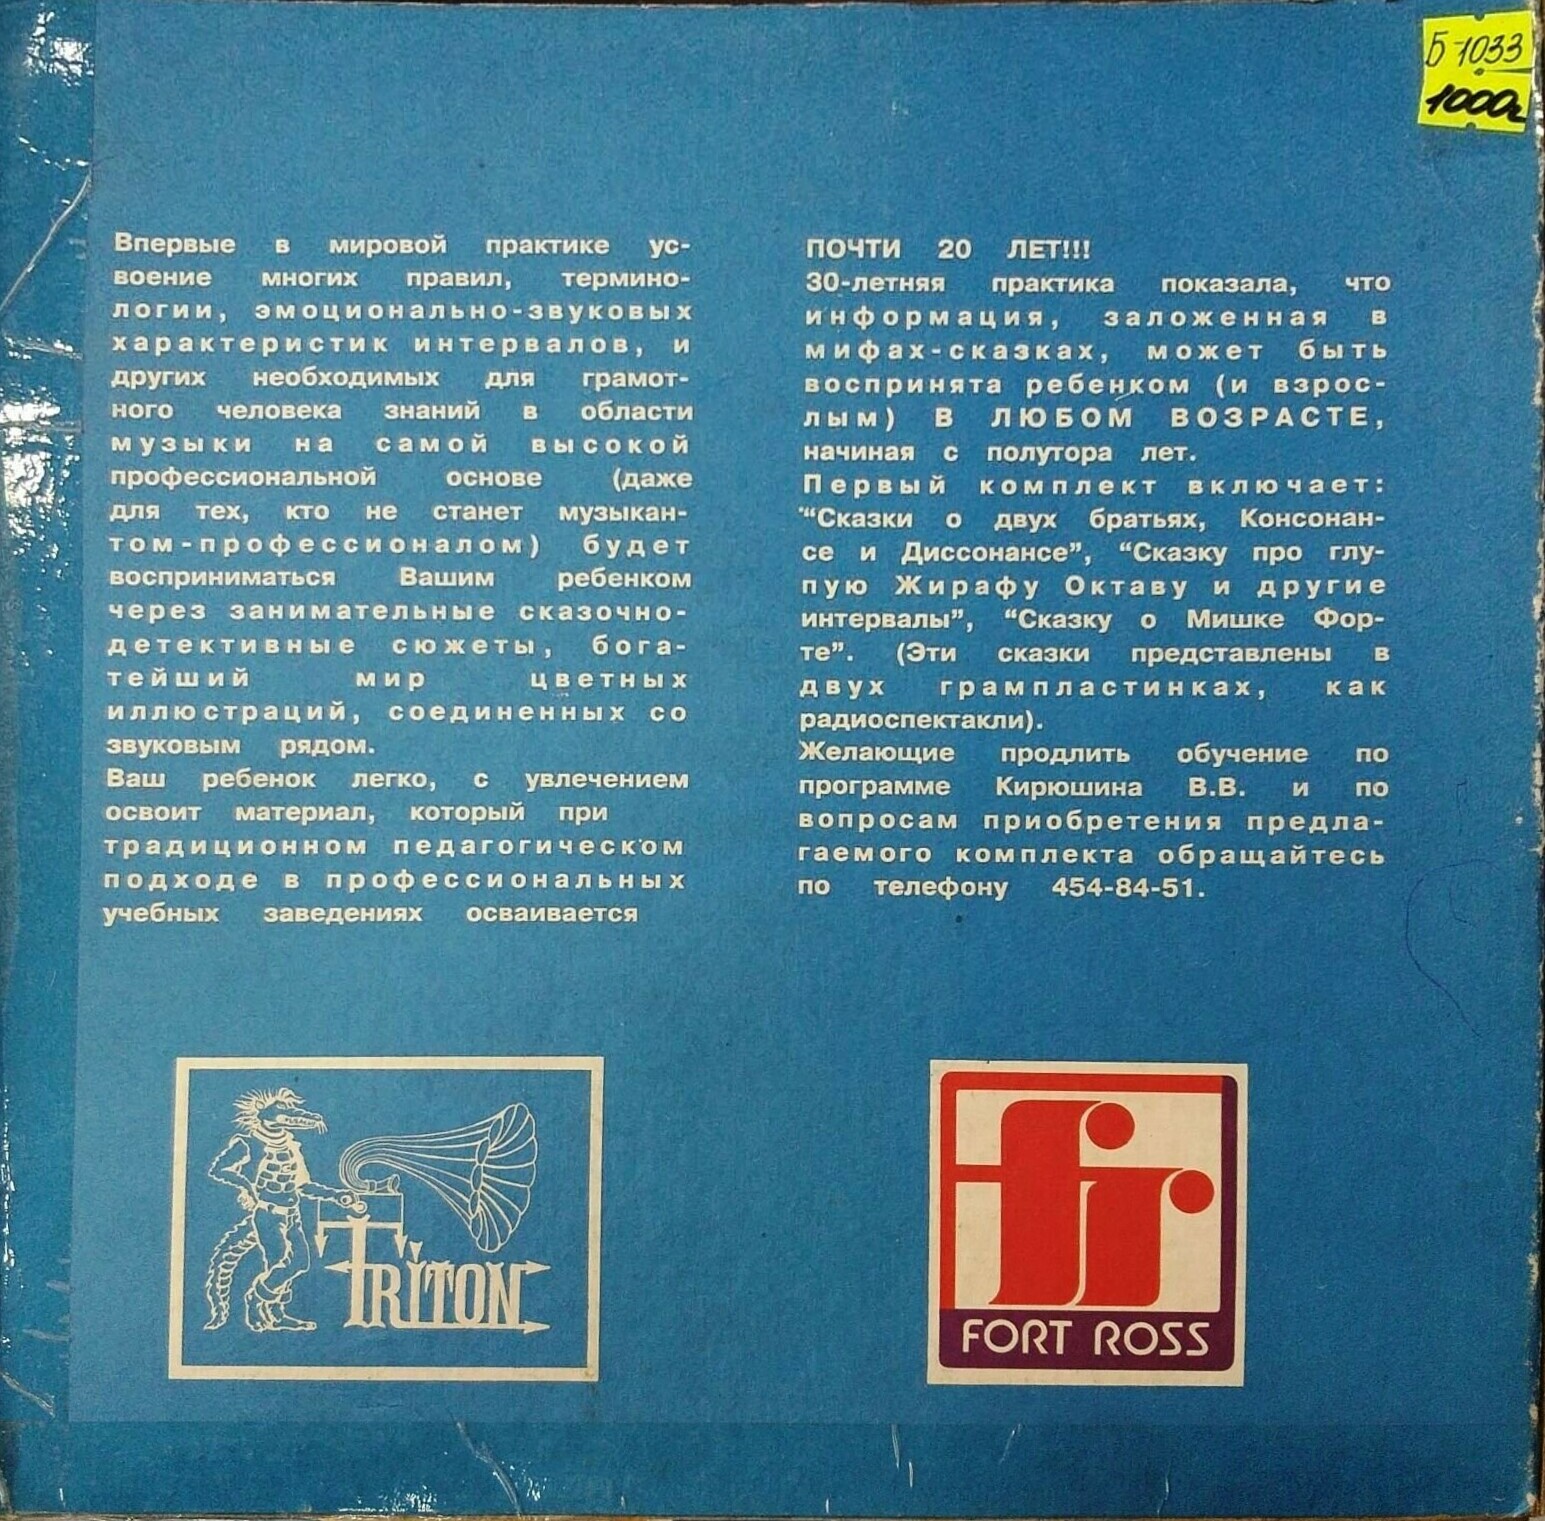 Б-1033
1000
Впервые в мировой практике ус-
воение многих правил, термино-
логии, эмоционально-звуковых
характеристик интервалов, и
других необходимых для грамот-
ного человека знаний в области
музыки на самой высокой
профессиональной основе (даже
для тех, кто не станет музыкан-
том-профессионалом) будет
восприниматься Вашим ребенком
через занимательные сказочно-
детективные сюжеты, бога-
тейший мир цветных
иллюстраций, соединенных со
звуковым рядом.
Ваш ребенок легко, с увлечением
освоит материал, который при
традиционном педагогическом
подходе в профессиональных
учебных заведениях осваивается
ПОЧТИ 20 ЛЕТ!!!
30-летняя практика показала, что
информация, заложенная в
мифах-сказках, может быть
воспринята ребенком (и взрос-
лым) В ЛЮБОМ ВОЗРАСТЕ,
начиная с полутора лет.
Первый комплект включает:
“Сказки о двух братьях, Консонан-
се и Диссонансе”, “Сказку про глу-
пую Жирафу Октаву и другие
интервалы”, “Сказку о Мишке Фор-
те”. (Эти сказки представлены в
двух грампластинках, как
радиоспектакли).
Желающие продлить обучение по
программе Кирюшина В.В. и по
вопросам приобретения предла-
гаемого комплекта обращайтесь
по телефону 454-84-51.
TRITON
fr
FORT ROSS